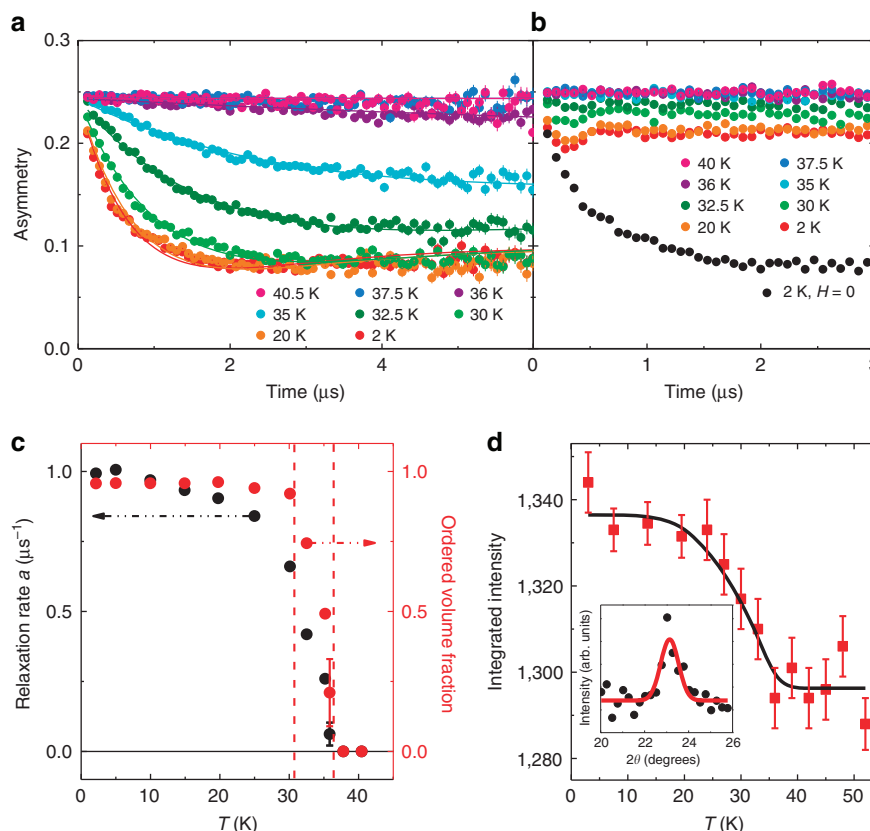 a
b
0.3
0.2
0.1
0.0
Asymmetry
40.5 K 37.5 K 36 K
35 K 32.5 K 30 K
20 K 2 K
0 2 4
Time (μs)
40 K 37.5 K
36 K 35 K
32.5 K 30 K
20 K 2 K
2 K, H = 0
0 1 2 3
Time (μs)
c
1.0
0.5
0.0
Relaxation rate a (μs⁻¹)
1.0
0.5
0.0
Ordered volume fraction
0 10 20 30 40
T (K)
d
1,340
1,320
1,300
1,280
Integrated intensity
Intensity (arb. units)
20 22 24 26
2θ (degrees)
0 10 20 30 40 50
T (K)